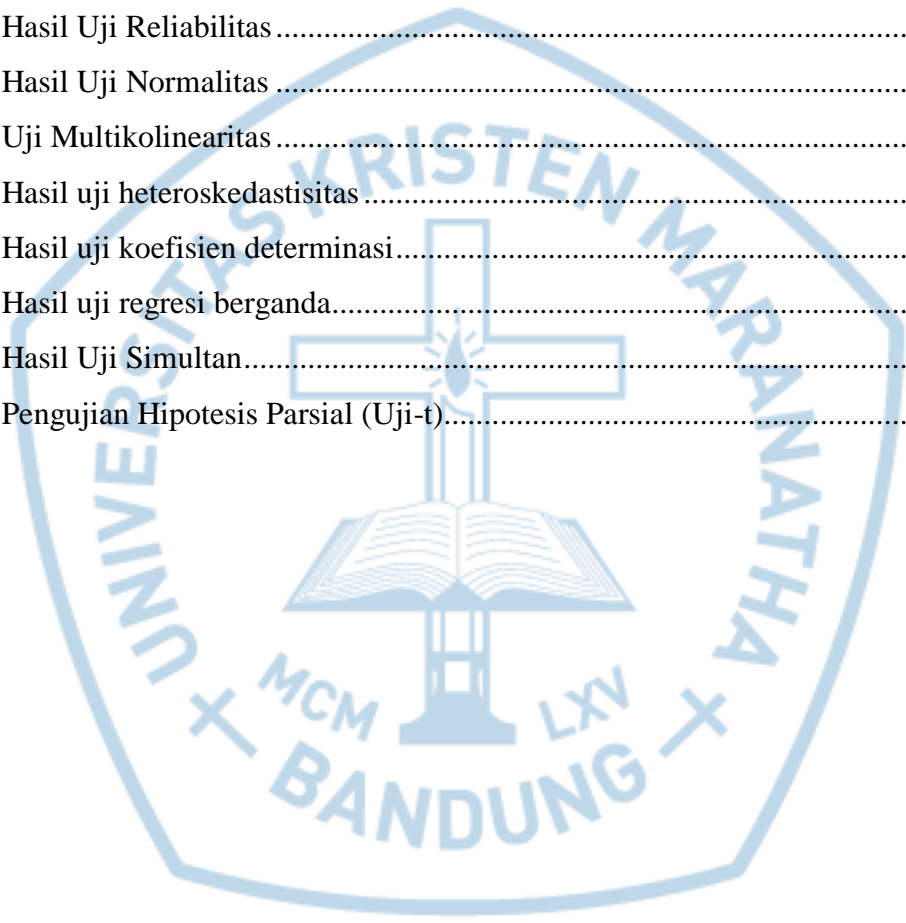 Hasil Uji Reliabilitas................................................................................
Hasil Uji Normalitas ................................................................................
Uji Multikolinearitas................................................................................
Hasil uji heteroskedastisitas....................................................................
Hasil uji koefisien determinasi................................................................
Hasil uji regresi berganda........................................................................
Hasil Uji Simultan...................................................................................
Pengujian Hipotesis Parsial (Uji-t)..........................................................
UNIVERSITAS KRISTEN MARANATHA
MCM LXV
BANDUNG